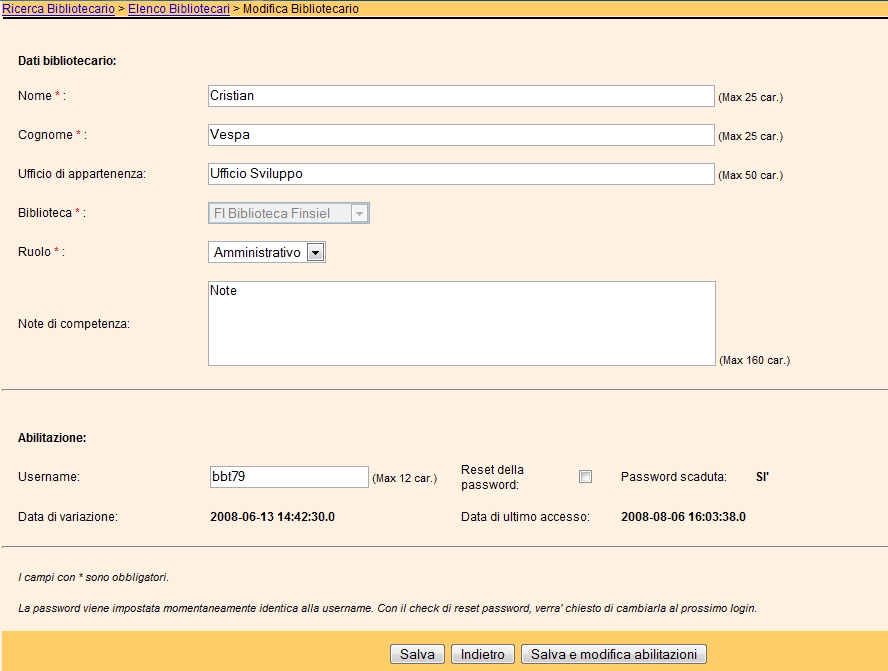 Ricerca Bibliotecario > Elenco Bibliotecari > Modifica Bibliotecario
Dati bibliotecario:
Nome * : Cristian (Max 25 car.)
Cognome * : Vespa (Max 25 car.)
Ufficio di appartenenza: Ufficio Sviluppo (Max 50 car.)
Biblioteca * : FI Biblioteca Finsiel
Ruolo * : Amministrativo
Note
Note di competenza:
(Max 160 car.)
Abilitazione:
Username: bbt79 (Max 12 car.) Reset della password: Password scaduta: SI'
Data di variazione: 2008-06-13 14:42:30.0 Data di ultimo accesso: 2008-08-06 16:03:38.0
I campi con * sono obbligatori.
La password viene impostata momentaneamente identica alla username. Con il check di reset password, verra' chiesto di cambiarla al prossimo login.
Salva Indietro Salva e modifica abilitazioni